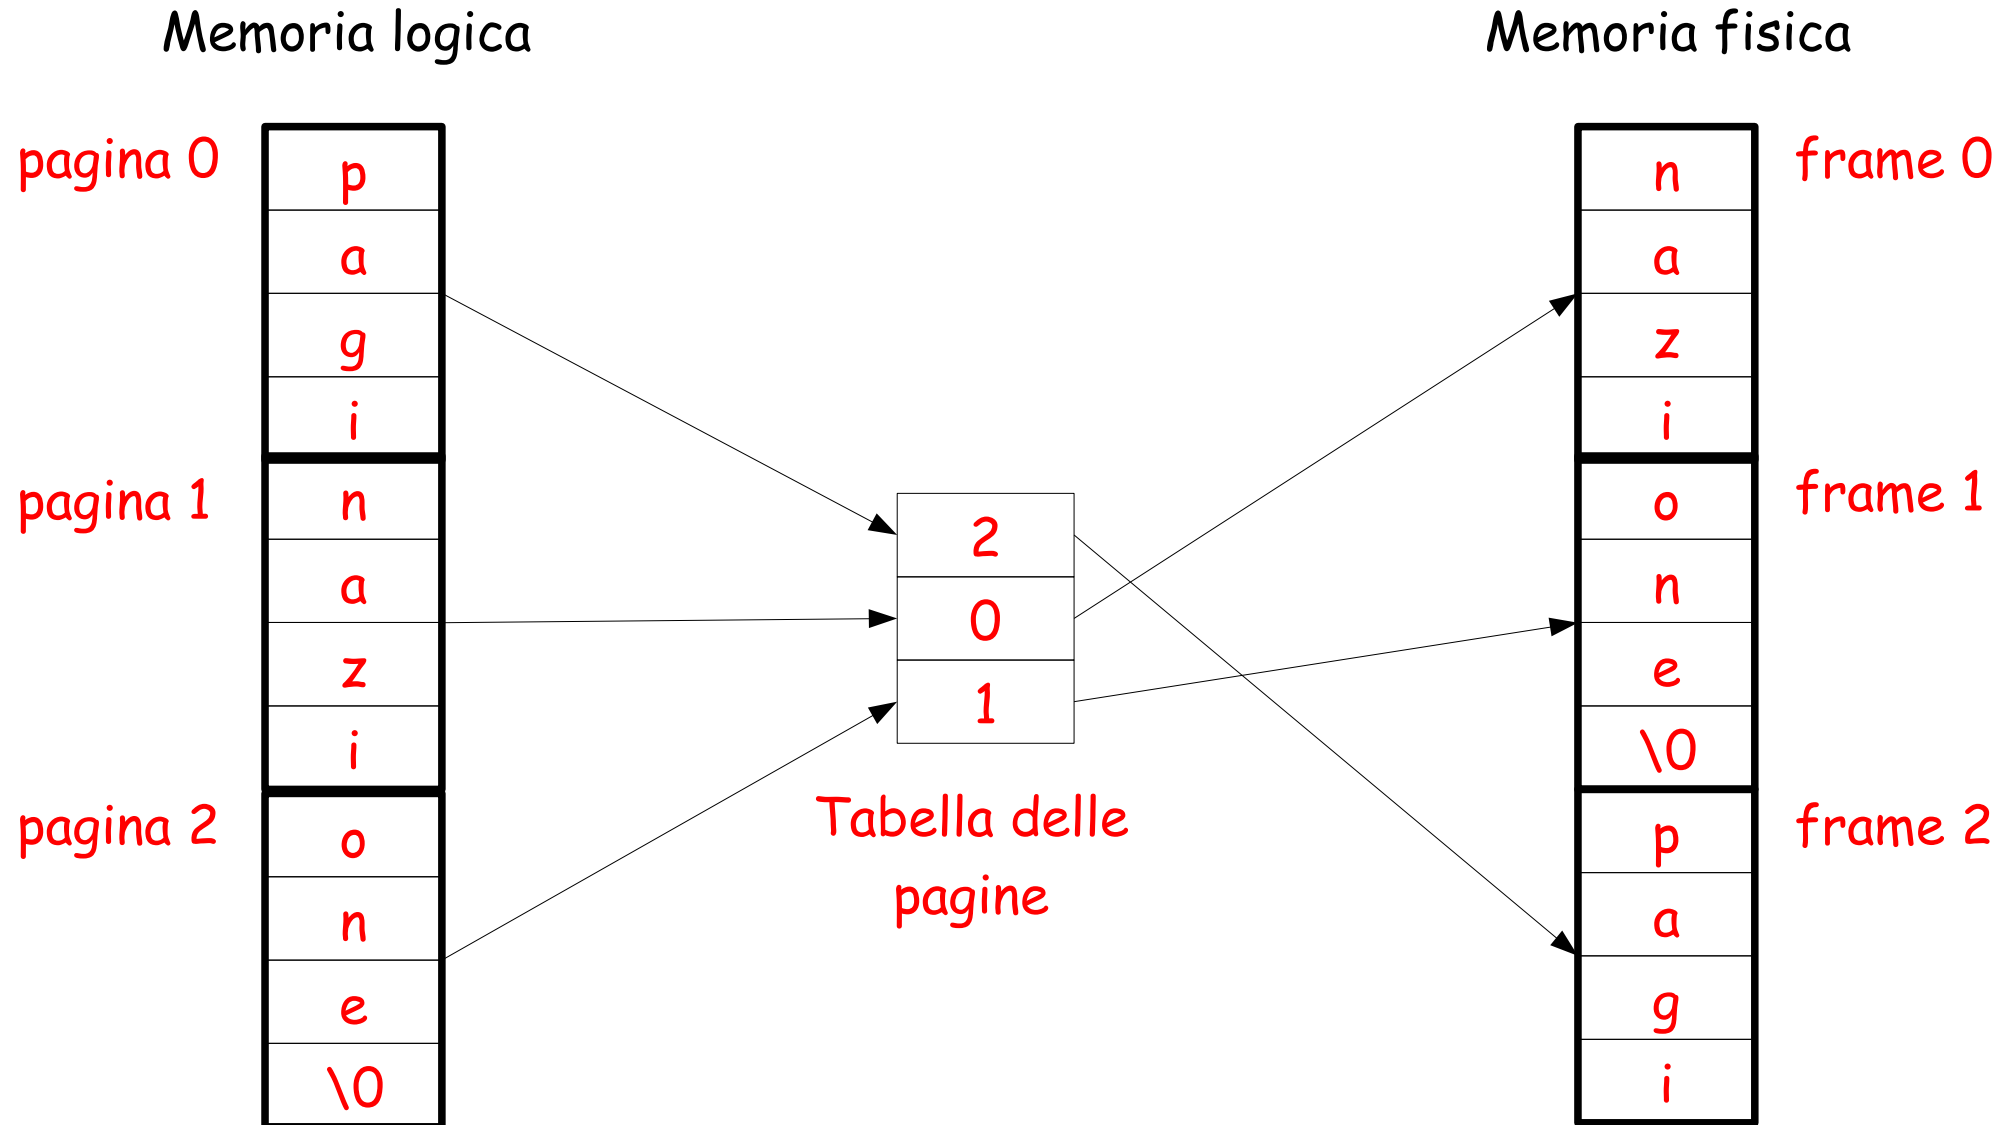 Memoria logica
Memoria fisica
pagina 0
p
a
g
i
pagina 1
n
a
z
i
pagina 2
o
n
e
\0
2
0
1
Tabella delle
pagine
n
a
z
i
frame 0
o
n
e
\0
frame 1
p
a
g
i
frame 2